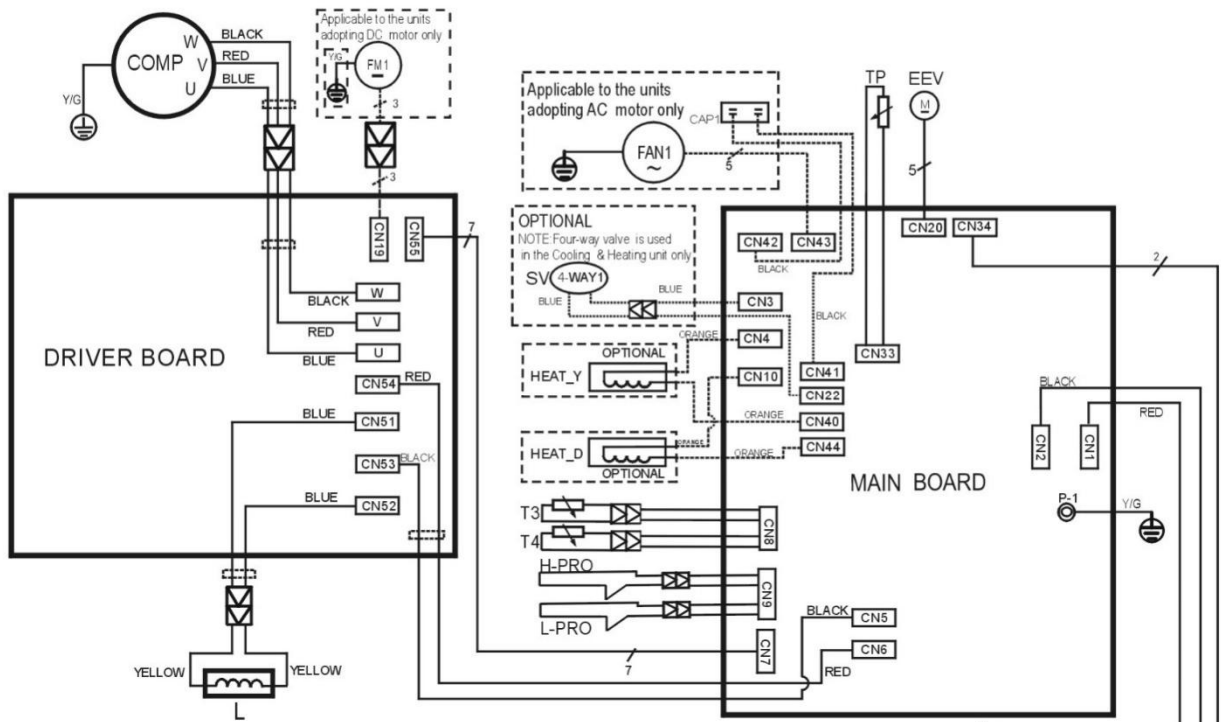 Applicable to the units
adopting DC motor only
W
BLACK
COMP
V
RED
U
BLUE
Y/G
Y/G
FM1
3
3
Applicable to the units
adopting AC motor only
CAP1
FAN1
5
TP
EEV
M
5
DRIVER BOARD
CN19
CN55
7
BLACK
W
RED
V
BLUE
U
CN54
RED
BLUE
CN51
CN53
BLACK
BLUE
CN52
YELLOW
YELLOW
L
OPTIONAL
NOTE:Four-way valve is used
in the Cooling & Heating unit only
SV
4-WAY1
BLUE
BLUE
CN42
CN43
BLACK
CN20
CN34
2
CN3
BLACK
ORANGE
CN4
OPTIONAL
HEAT_Y
CN10
CN41
CN33
CN22
ORANGE
CN40
ORANGE
HEAT_D
OPTIONAL
ORANGE
CN44
BLACK
RED
CN2
CN1
MAIN BOARD
P-1
Y/G
T3
T4
CN8
H-PRO
L-PRO
CN9
CN7
7
BLACK
CN5
CN6
RED